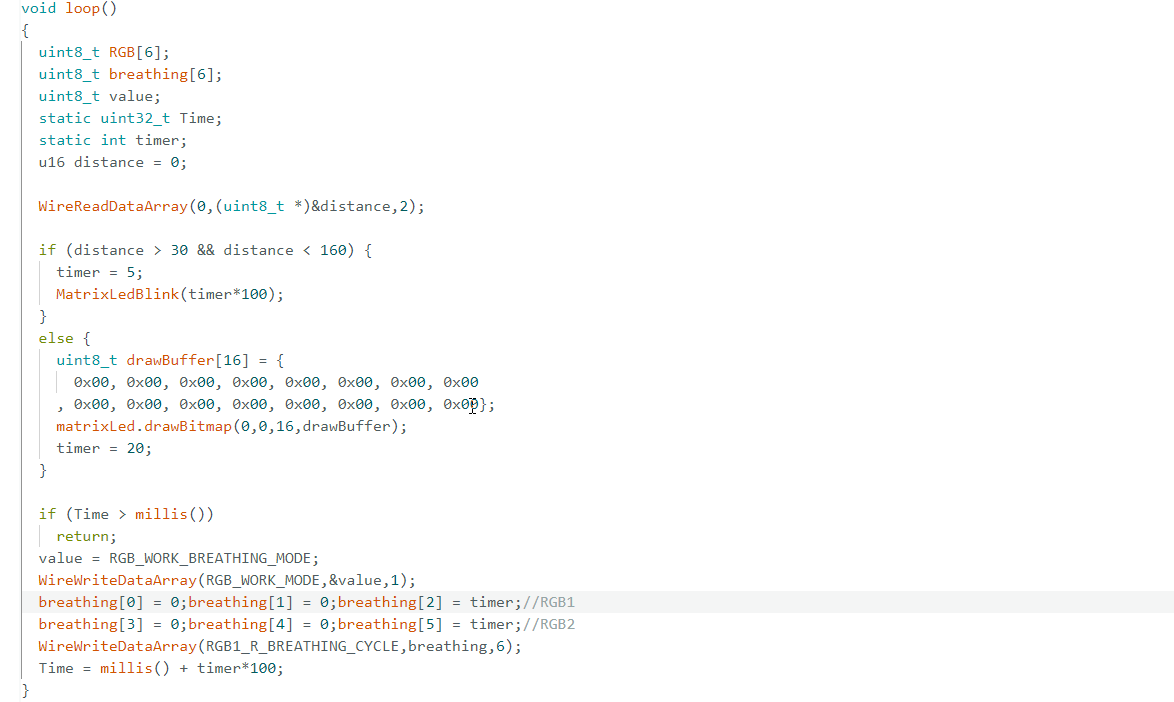 void loop()
{
  uint8_t RGB[6];
  uint8_t breathing[6];
  uint8_t value;
  static uint32_t Time;
  static int timer;
  u16 distance = 0;

  WireReadDataArray(0,(uint8_t *)&distance,2);

  if (distance > 30 && distance < 160) {
    timer = 5;
    MatrixLedBlink(timer*100);
  }
  else {
    uint8_t drawBuffer[16] = {
      0x00, 0x00, 0x00, 0x00, 0x00, 0x00, 0x00, 0x00
    , 0x00, 0x00, 0x00, 0x00, 0x00, 0x00, 0x00, 0x00};
    matrixLed.drawBitmap(0,0,16,drawBuffer);
    timer = 20;
  }

  if (Time > millis())
    return;
  value = RGB_WORK_BREATHING_MODE;
  WireWriteDataArray(RGB_WORK_MODE,&value,1);
  breathing[0] = 0;breathing[1] = 0;breathing[2] = timer;//RGB1
  breathing[3] = 0;breathing[4] = 0;breathing[5] = timer;//RGB2
  WireWriteDataArray(RGB1_R_BREATHING_CYCLE,breathing,6);
  Time = millis() + timer*100;
}